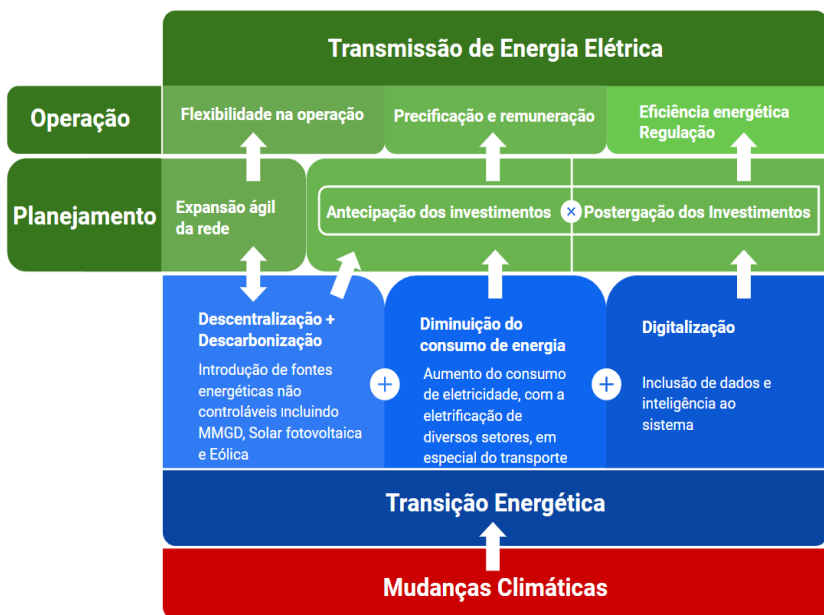 Transmissão de Energia Elétrica
Operação
Flexibilidade na operação
Precificação e remuneração
Eficiência energética
Regulação
Planejamento
Expansão ágil
da rede
Antecipação dos investimentos
×
Postergação dos Investimentos
Descentralização +
Descarbonização
Introdução de fontes
energéticas não
controláveis incluindo
MMGD, Solar fotovoltaica
e Eólica
+
Diminuição do
consumo de energia
Aumento do consumo
de eletricidade, com a
eletrificação de
diversos setores, em
especial do transporte
+
Digitalização
Inclusão de dados e
inteligência ao
sistema
Transição Energética
Mudanças Climáticas